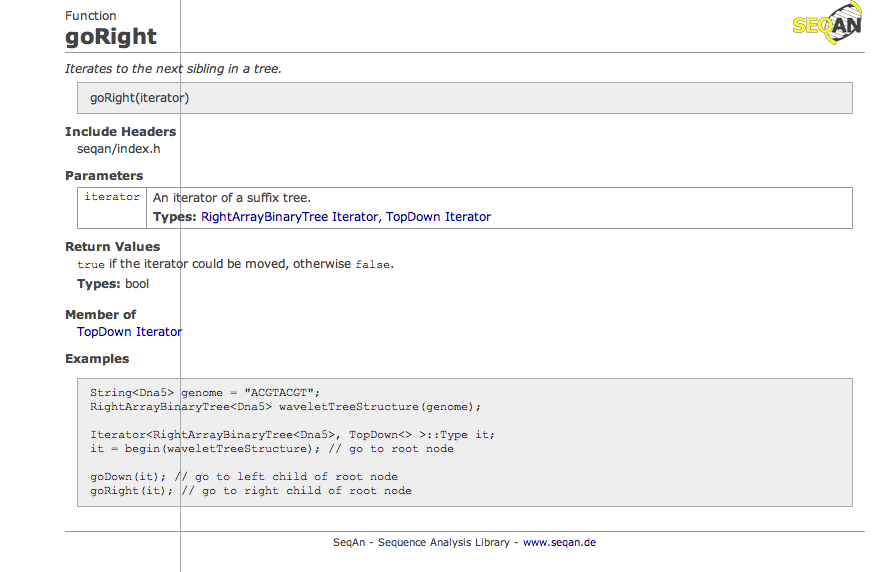 Function
SEQAN
goRight
Iterates to the next sibling in a tree.
goRight(iterator)
Include Headers
seqan/index.h
Parameters
iterator An iterator of a suffix tree.
Types: RightArrayBinaryTree Iterator, TopDown Iterator
Return Values
true if the iterator could be moved, otherwise false.
Types: bool
Member of
TopDown Iterator
Examples
String<Dna5> genome = "ACGTACGT";
RightArrayBinaryTree<Dna5> waveletTreeStructure(genome);
Iterator<RightArrayBinaryTree<Dna5>, TopDown<> >::Type it;
it = begin(waveletTreeStructure); // go to root node
goDown(it); // go to left child of root node
goRight(it); // go to right child of root node
SeqAn - Sequence Analysis Library - www.seqan.de